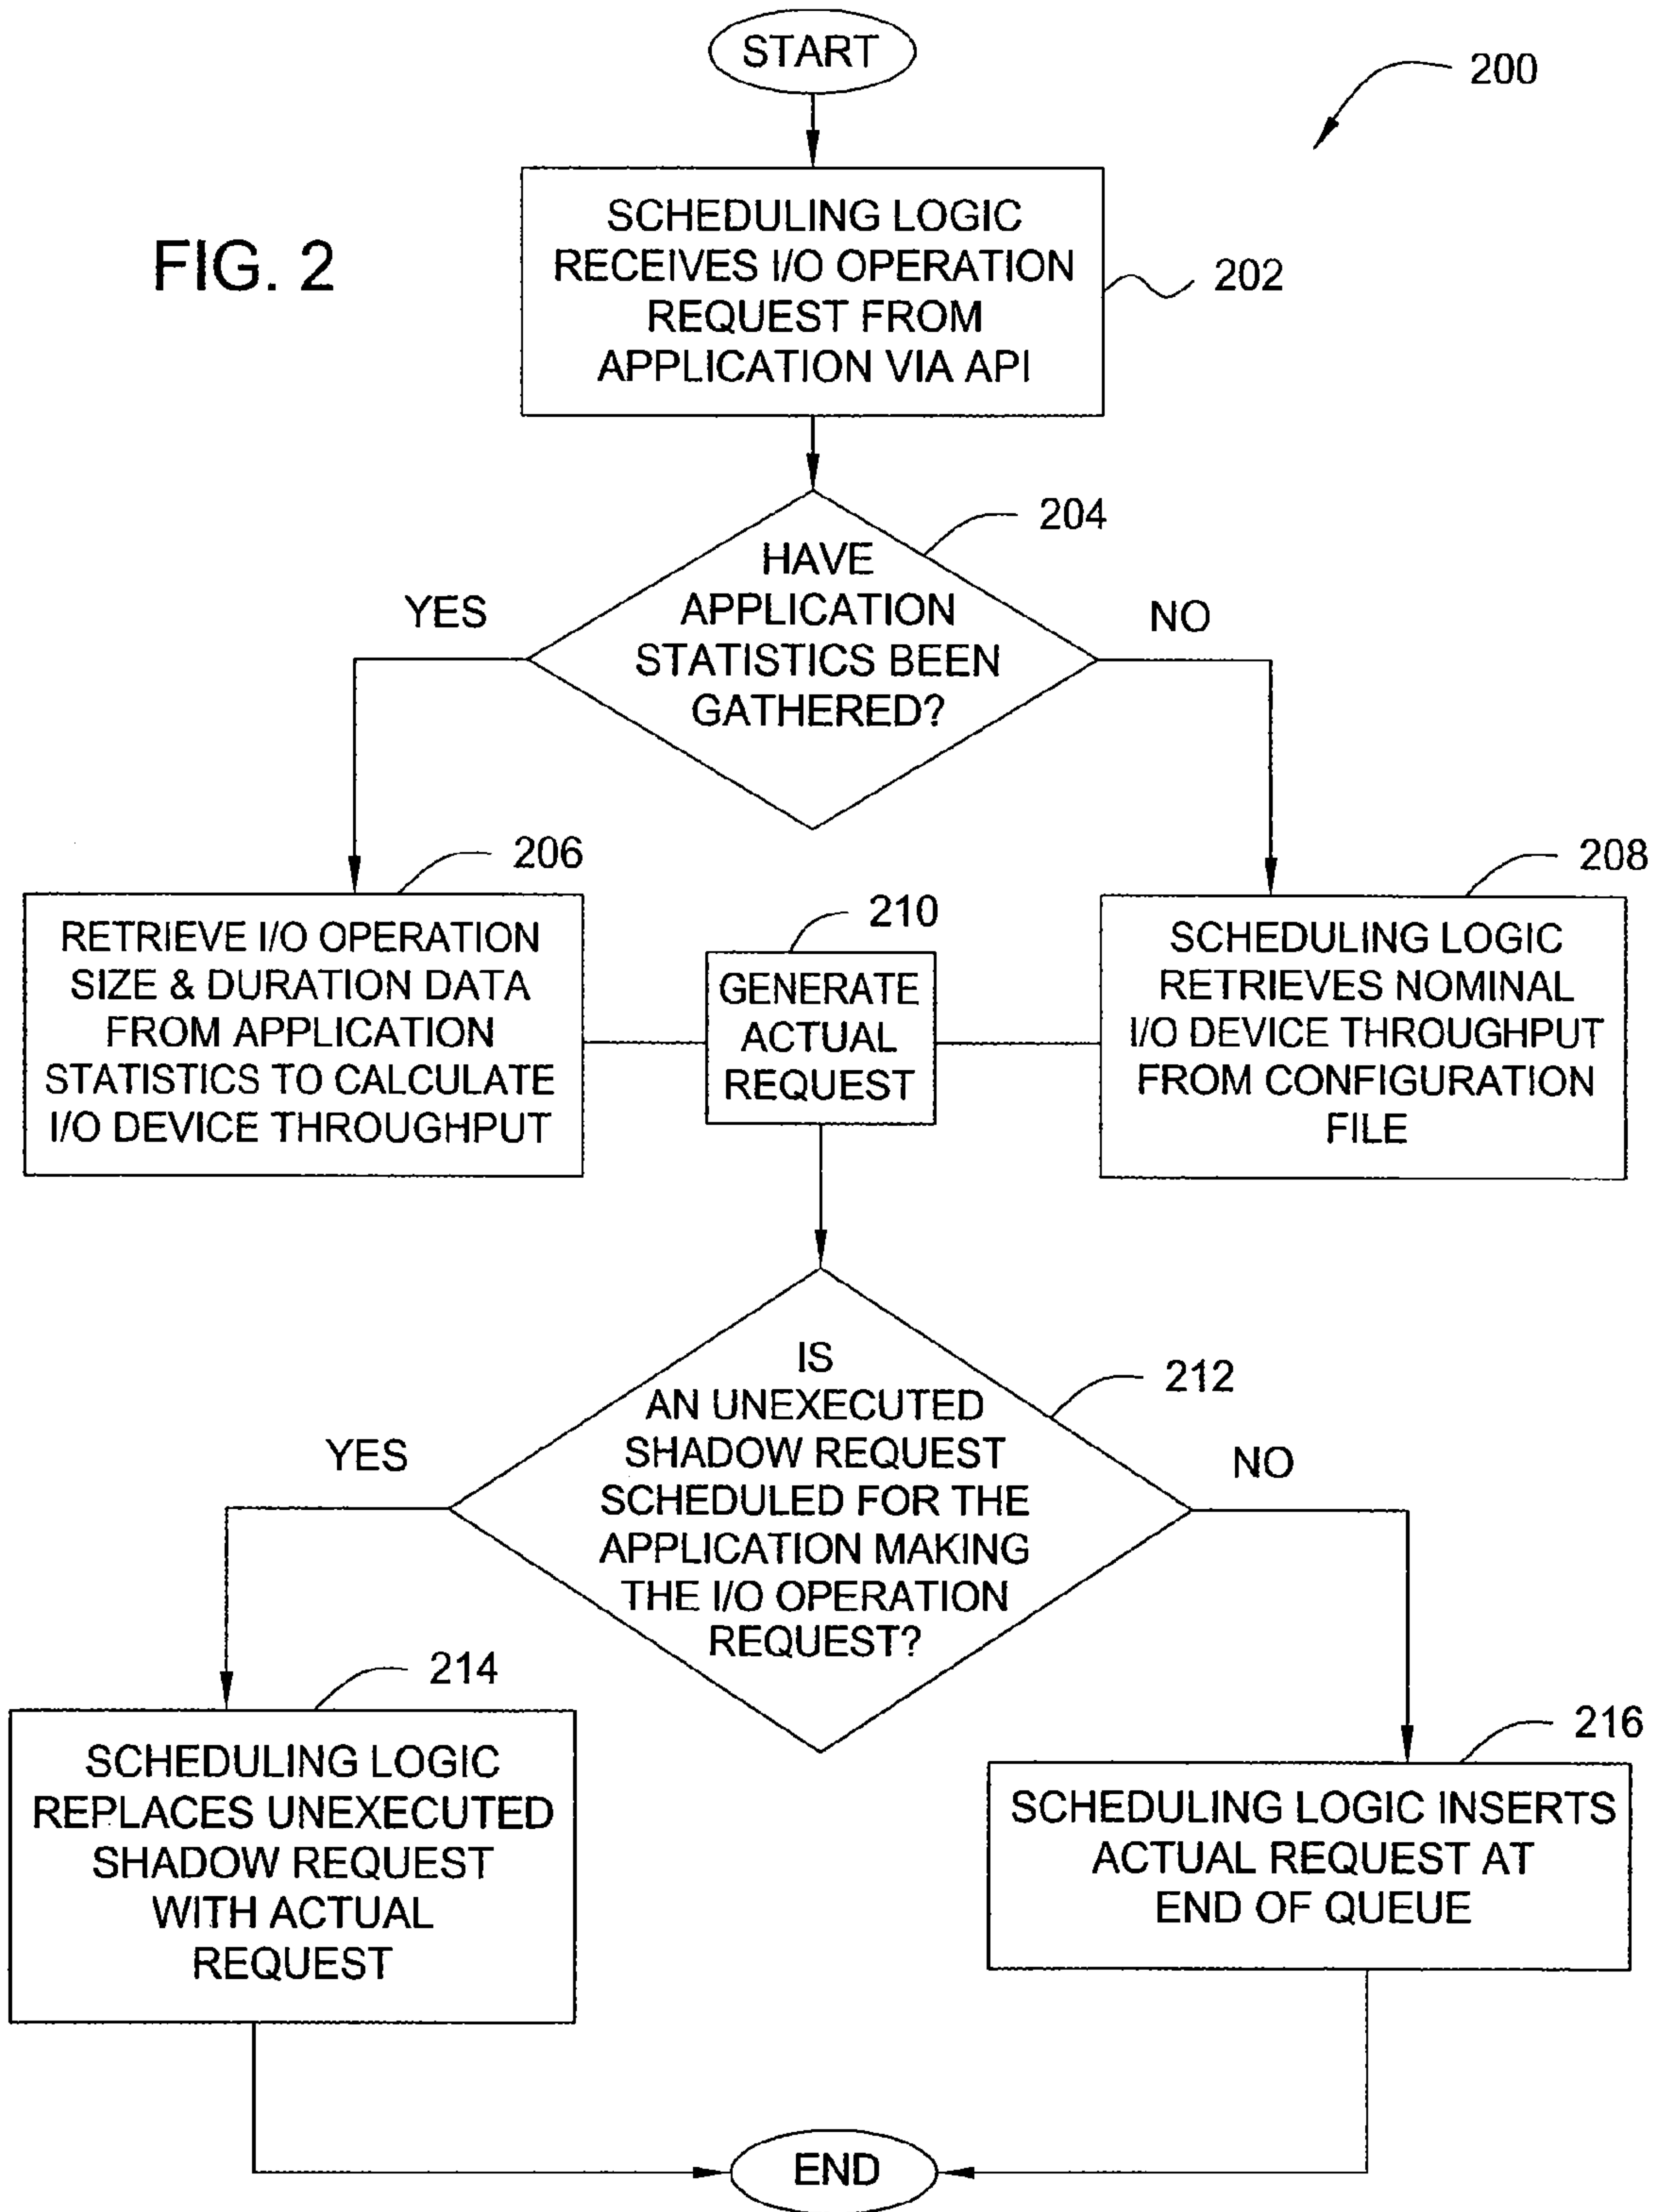 START
200
FIG. 2
SCHEDULING LOGIC
RECEIVES I/O OPERATION
REQUEST FROM
APPLICATION VIA API
202
204
HAVE
APPLICATION
STATISTICS BEEN
GATHERED?
YES
NO
206
RETRIEVE I/O OPERATION
SIZE & DURATION DATA
FROM APPLICATION
STATISTICS TO CALCULATE
I/O DEVICE THROUGHPUT
210
GENERATE
ACTUAL
REQUEST
208
SCHEDULING LOGIC
RETRIEVES NOMINAL
I/O DEVICE THROUGHPUT
FROM CONFIGURATION
FILE
212
IS
AN UNEXECUTED
SHADOW REQUEST
SCHEDULED FOR THE
APPLICATION MAKING
THE I/O OPERATION
REQUEST?
YES
NO
214
SCHEDULING LOGIC
REPLACES UNEXECUTED
SHADOW REQUEST
WITH ACTUAL
REQUEST
216
SCHEDULING LOGIC INSERTS
ACTUAL REQUEST AT
END OF QUEUE
END